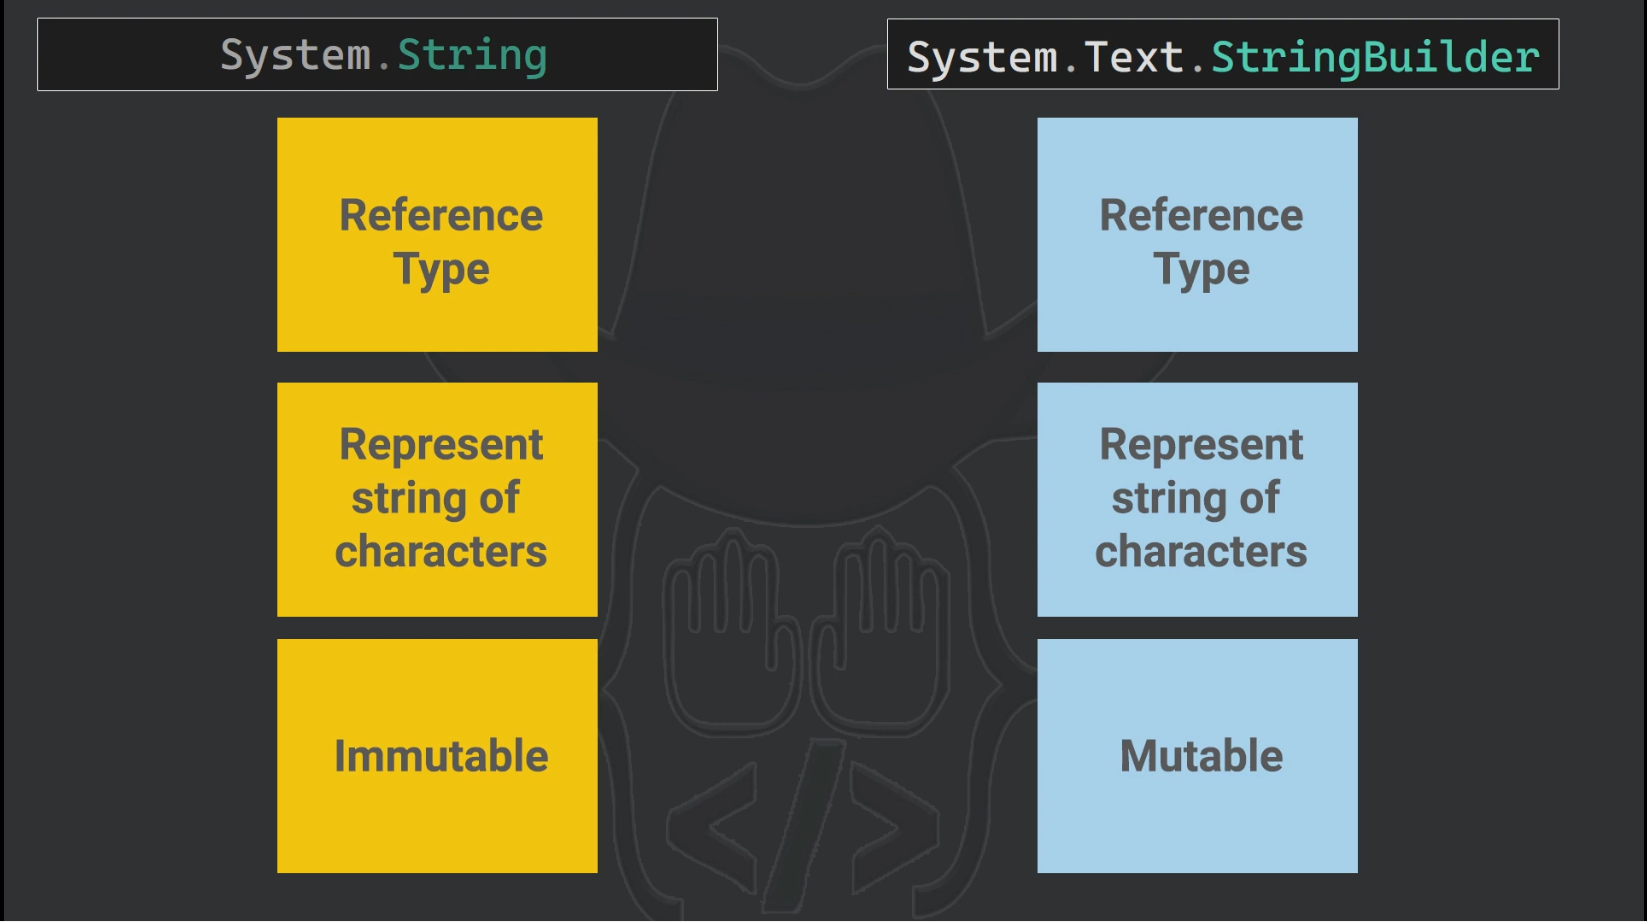 System.String
System.Text.StringBuilder
Reference
Type
Reference
Type
Represent
string of
characters
Represent
string of
characters
Immutable
Mutable